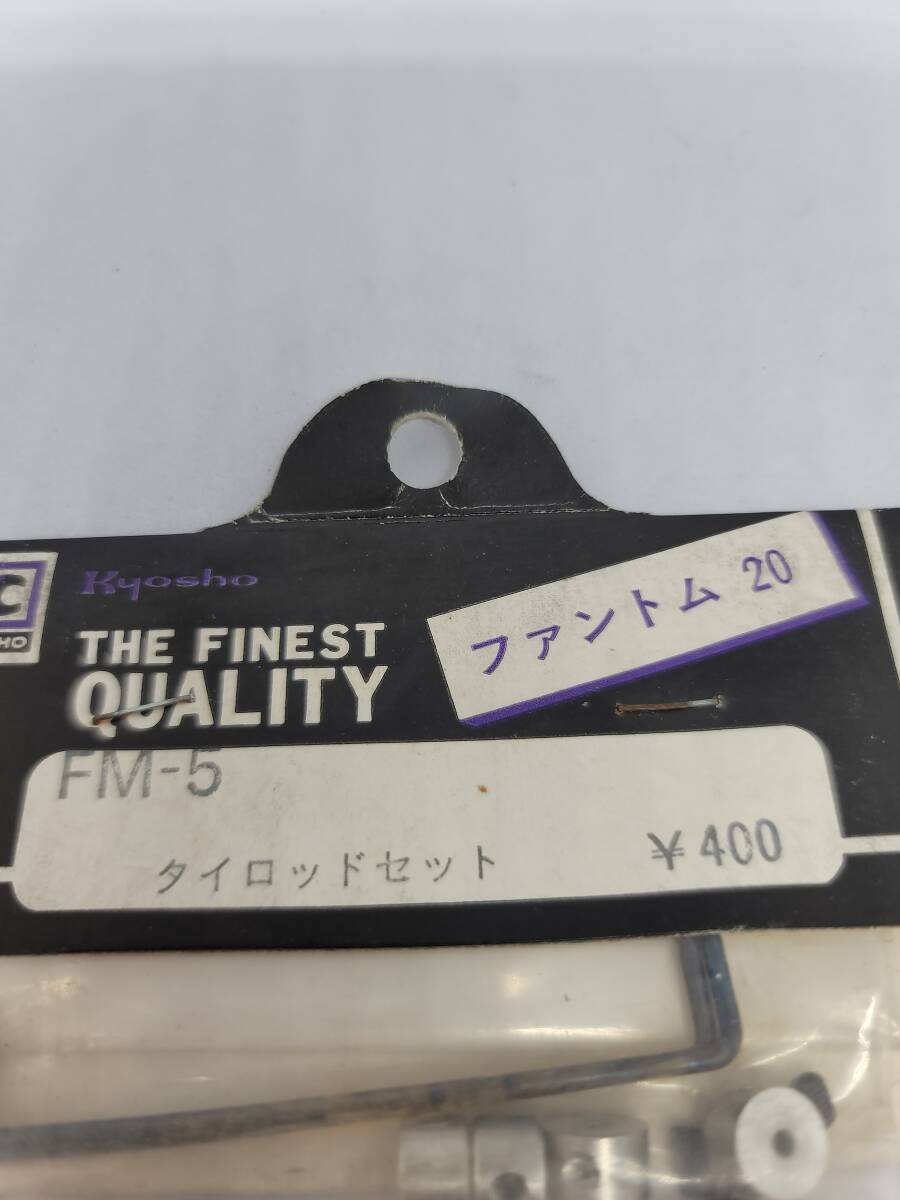 C
HO
Kyosho
THE FINEST
QUALITY
ファントム 20
FM-5
タイロッドセット ¥400